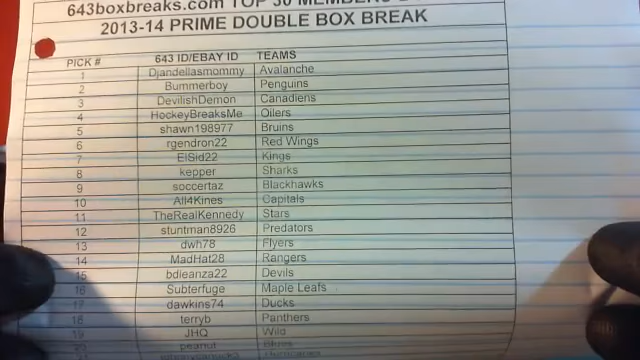 643boxbreaks.com TOP 30 MEMBERS
2013-14 PRIME DOUBLE BOX BREAK
PICK # 643 ID/EBAY ID TEAMS
1 Djandellasmommy Avalanche
2 Bummerboy Penguins
3 DevilishDemon Canadiens
4 HockeyBreaksMe Oilers
5 shawn198977 Bruins
6 rgendron22 Red Wings
7 ElSid22 Kings
8 kepper Sharks
9 soccertaz Blackhawks
10 All4Kines Capitals
11 TheRealKennedy Stars
12 stuntman8926 Predators
13 dwh78 Flyers
14 MadHat28 Rangers
15 bdieanza22 Devils
16 Subterfuge Maple Leafs
17 dawkins74 Ducks
18 terryb Panthers
19 JHQ Wild
20 peanut Blues